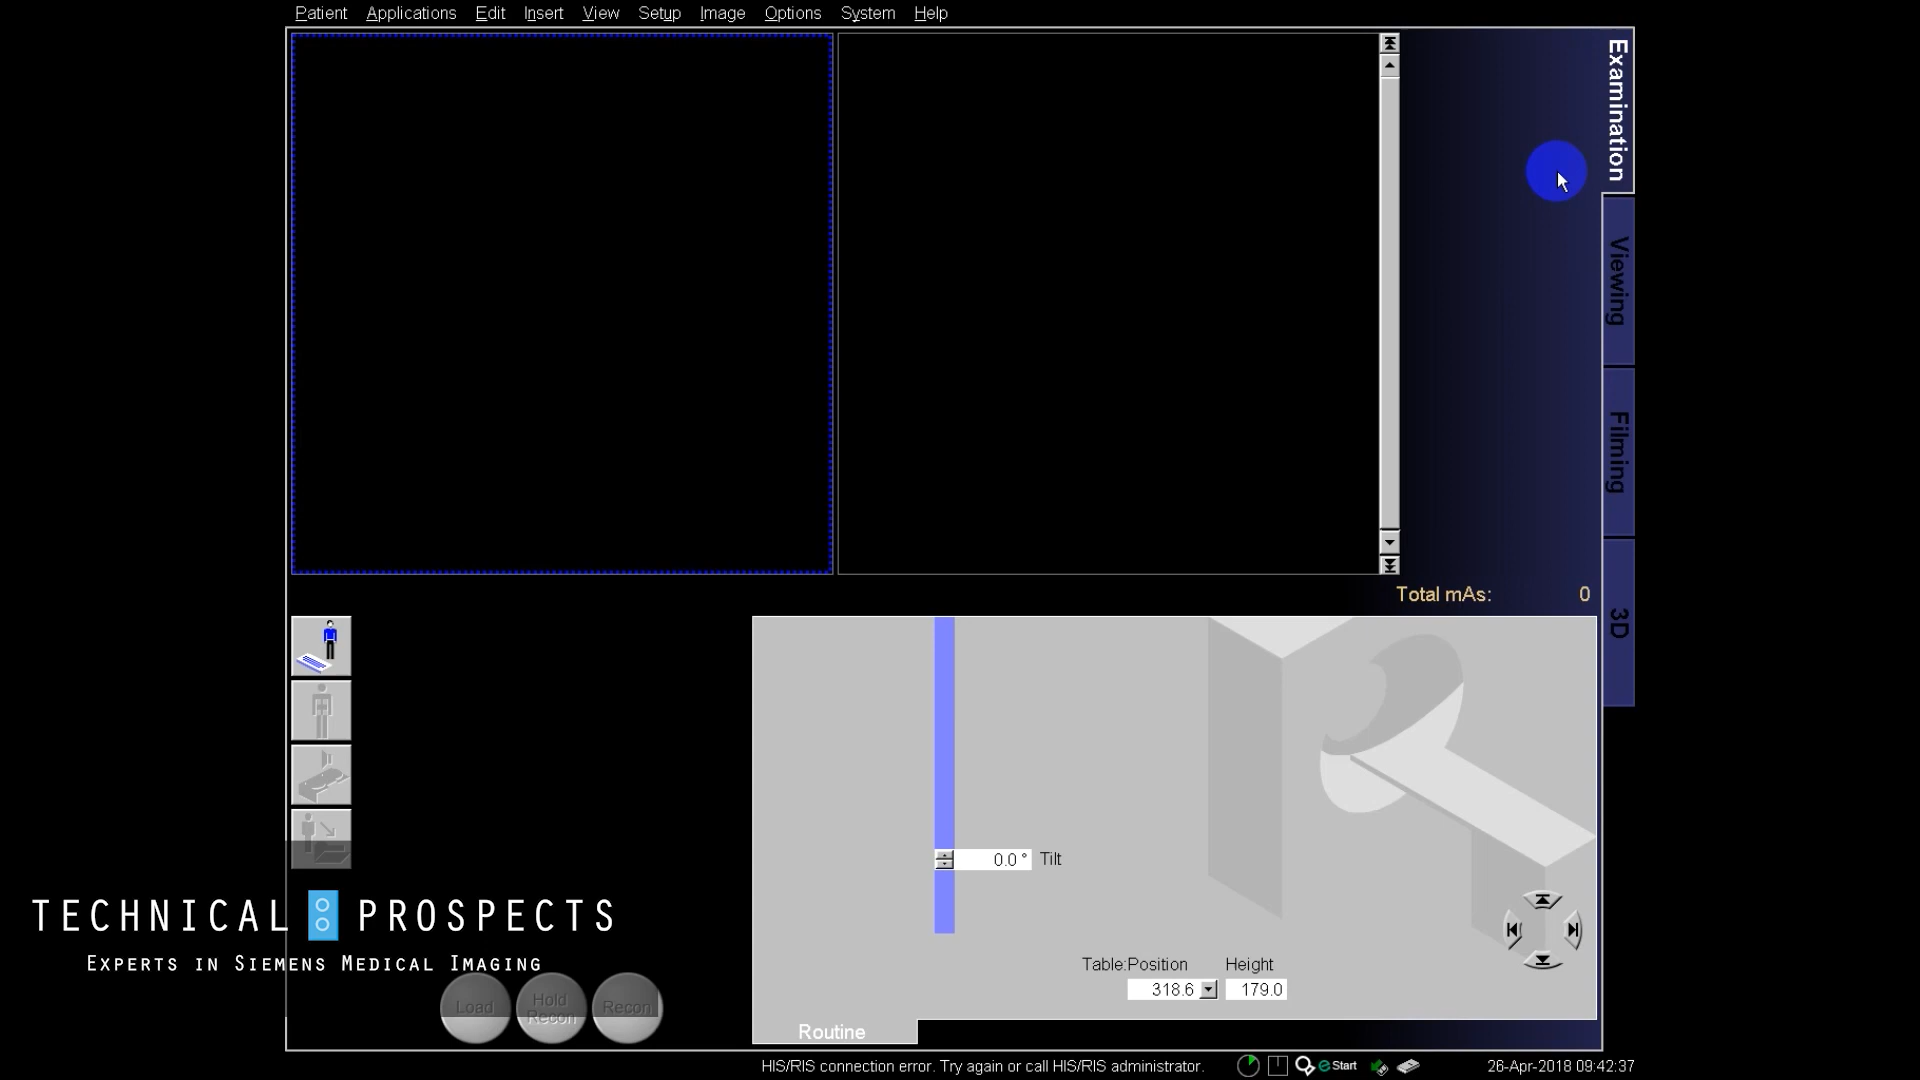 Patient Applications Edit Insert View Setup Image Options System Help
Examination
Viewing
Filming
3D
Total mAs: 0
0.0 ° Tilt
TECHNICAL PROSPECTS
EXPERTS IN SIEMENS MEDICAL IMAGING
Table:Position Height
318.6 179.0
Load
Hold
Recon
Recon
Routine
HIS/RIS connection error. Try again or call HIS/RIS administrator.
eStart
26-Apr-2018 09:42:37